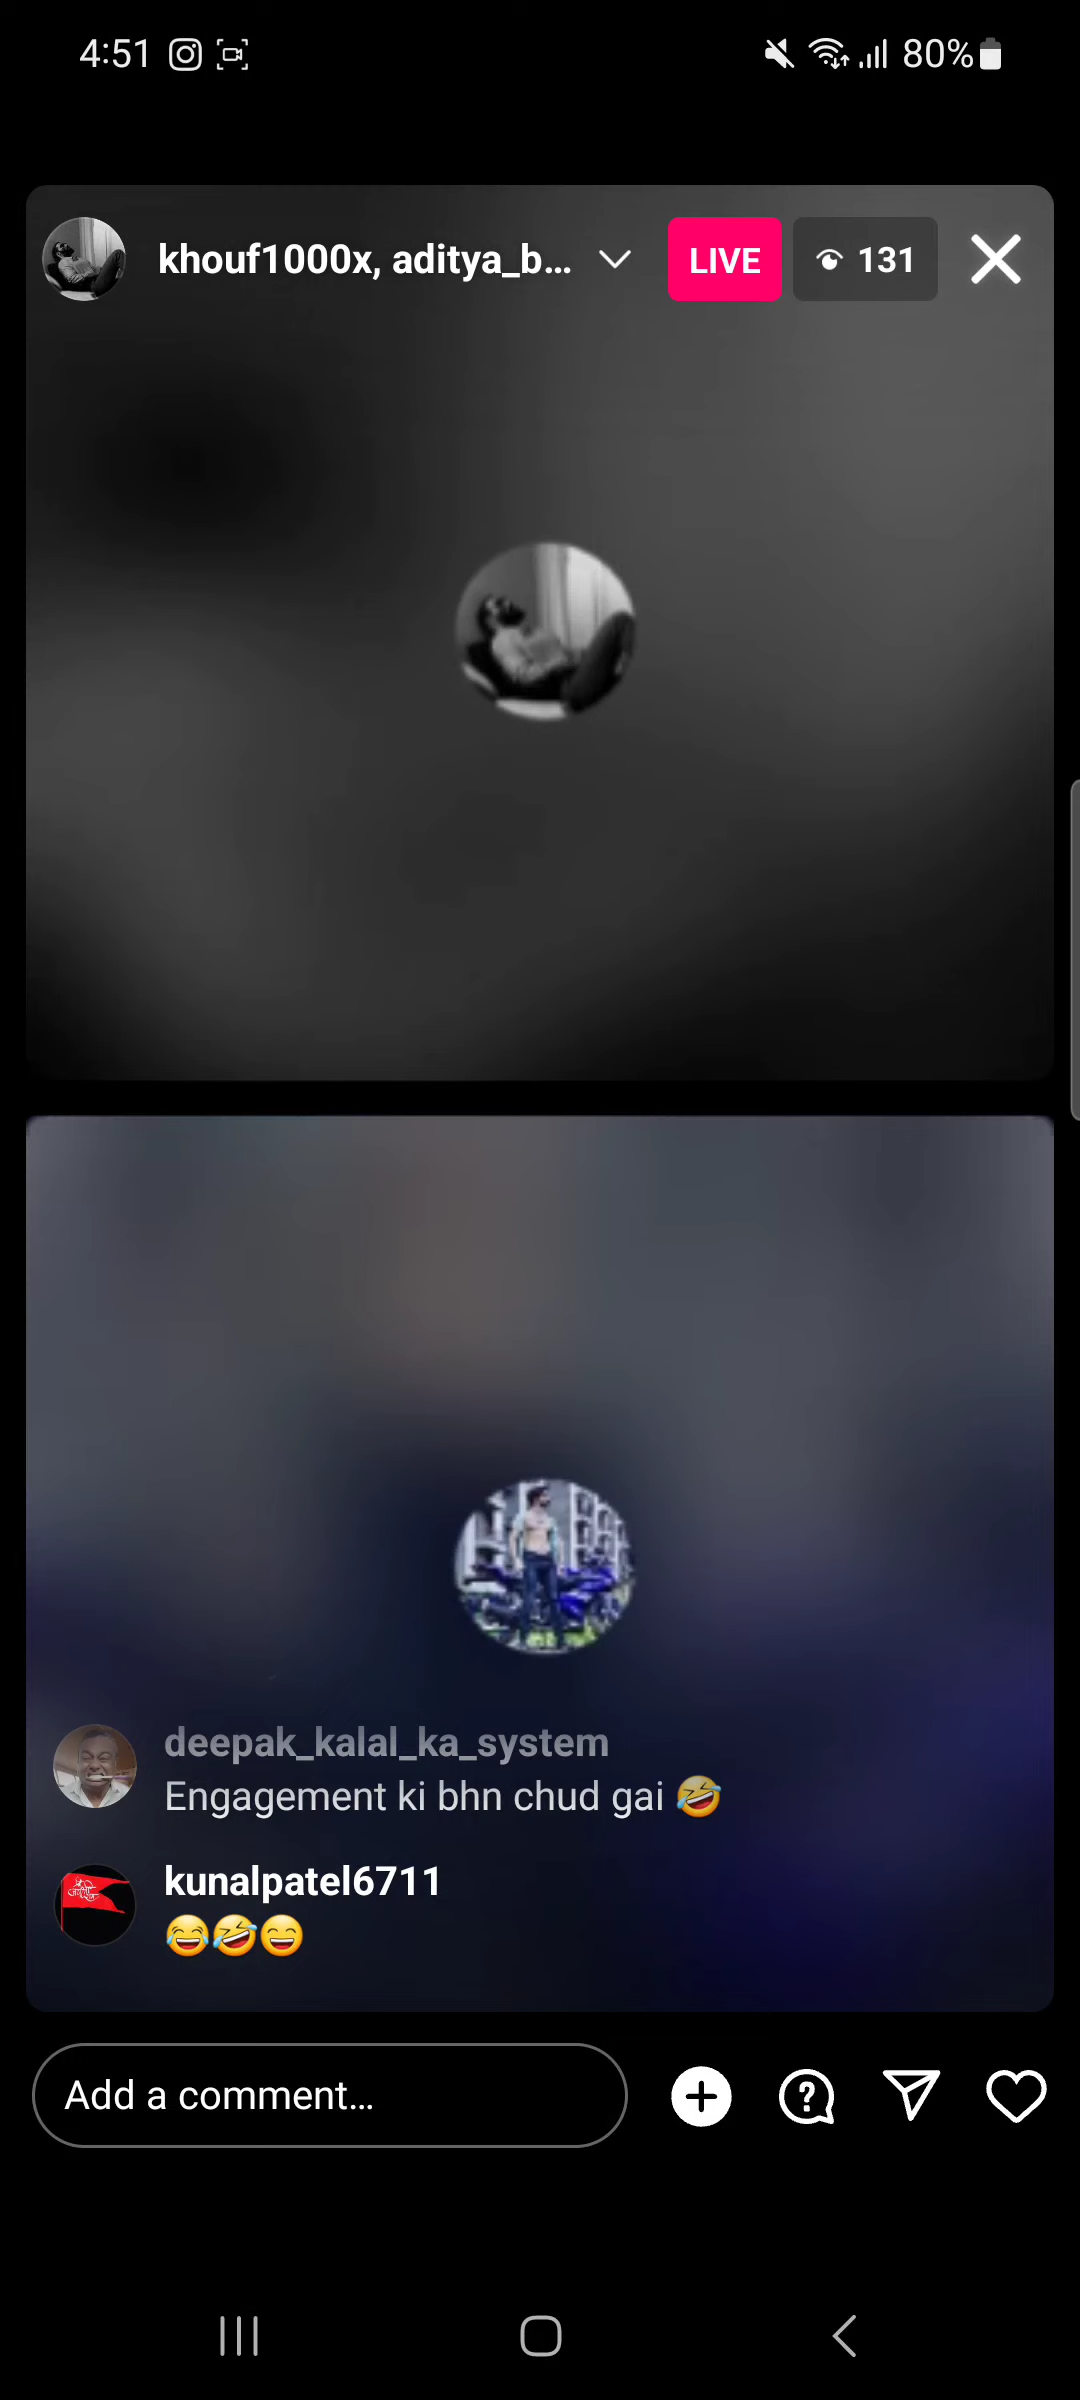 4:51
80%
khouf1000x, aditya_b...
LIVE
131
deepak_kalal_ka_system
Engagement ki bhn chud gai 🤣
kunalpatel6711
😂🤣😄
Add a comment...